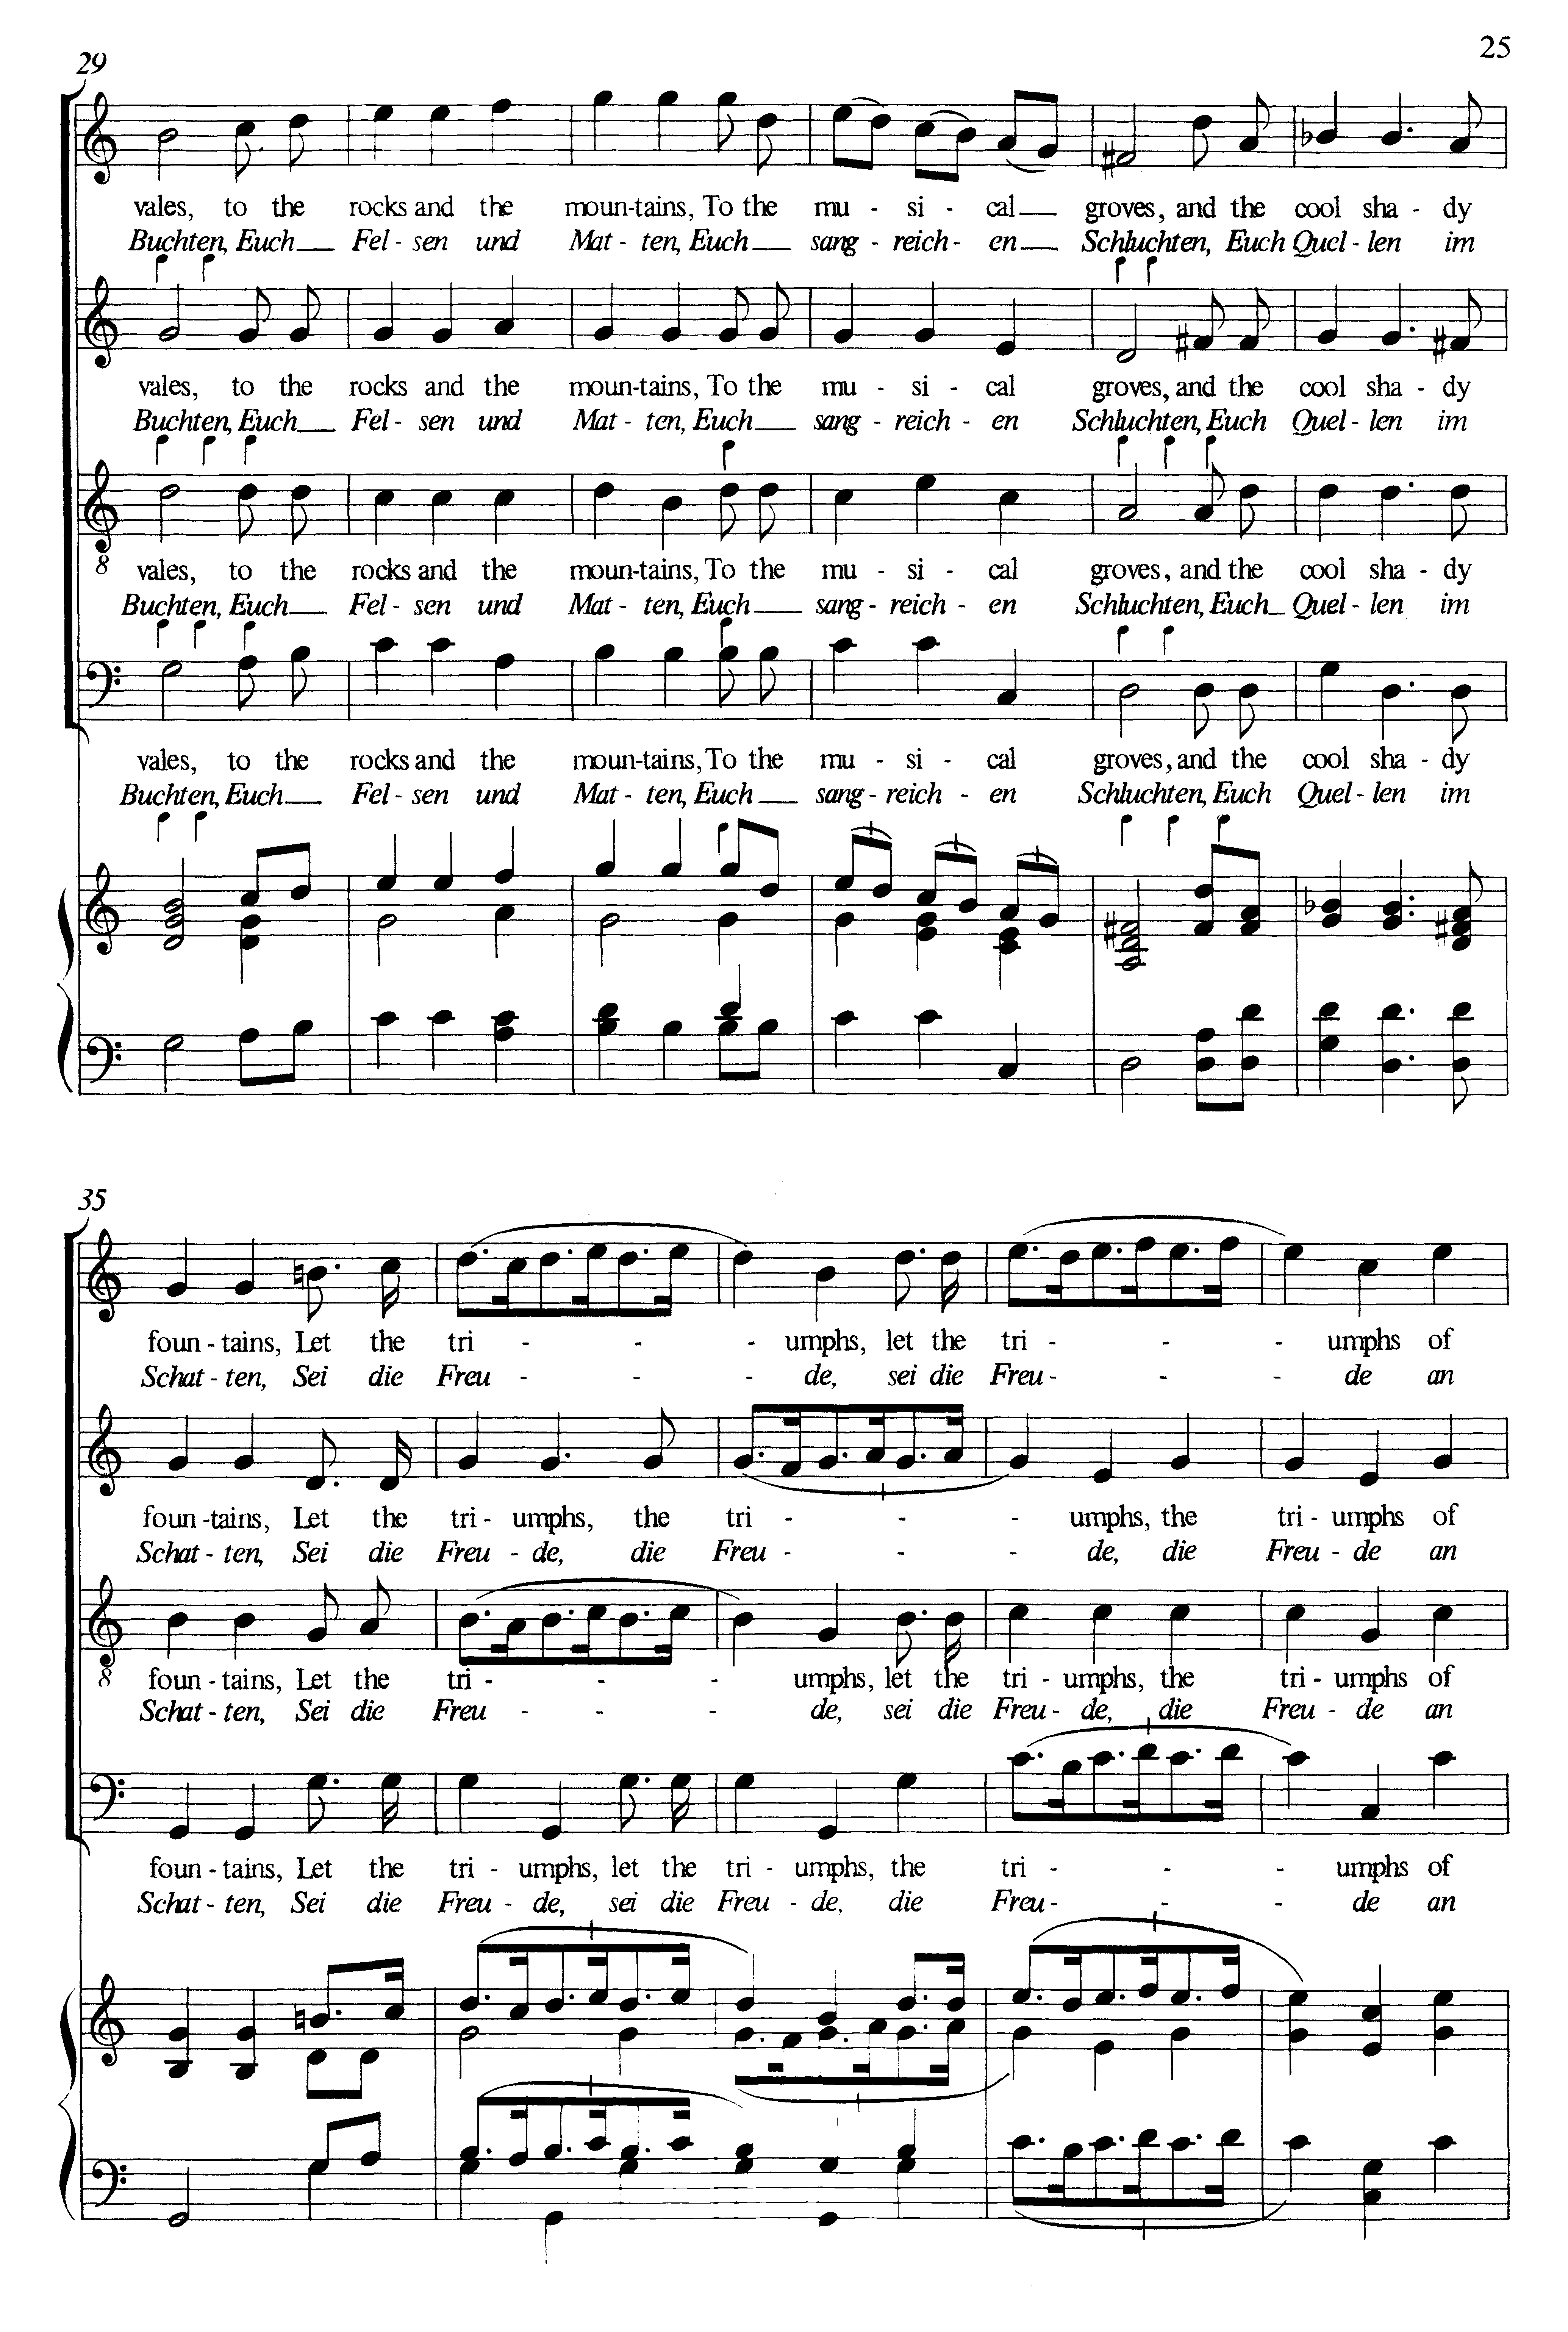 29
25
vales, to the rocks and the moun-tains, To the mu - si - cal groves, and the cool sha - dy
Buchten, Euch Fel - sen und Mat - ten, Euch sang - reich - en Schluchten, Euch Quel - len im
vales, to the rocks and the moun-tains, To the mu - si - cal groves, and the cool sha - dy
Buchten, Euch Fel - sen und Mat - ten, Euch sang - reich - en Schluchten, Euch Quel - len im
8 vales, to the rocks and the moun-tains, To the mu - si - cal groves, and the cool sha - dy
Buchten, Euch Fel - sen und Mat - ten, Euch sang - reich - en Schluchten, Euch Quel - len im
vales, to the rocks and the moun-tains, To the mu - si - cal groves, and the cool sha - dy
Buchten, Euch Fel - sen und Mat - ten, Euch sang - reich - en Schluchten, Euch Quel - len im
35
foun - tains, Let the tri - - - umphs, let the tri - - - umphs of
Schat - ten, Sei die Freu - - - de, sei die Freu - - - de an
foun - tains, Let the tri - umphs, the tri - - - umphs, the tri - umphs of
Schat - ten, Sei die Freu - de, die Freu - - - de, die Freu - de an
8 foun - tains, Let the tri - - - umphs, let the tri - umphs, the tri - umphs of
Schat - ten, Sei die Freu - - - de, sei die Freu - de, die Freu - de an
foun - tains, Let the tri - umphs, let the tri - umphs, the tri - - - umphs of
Schat - ten, Sei die Freu - de, sei die Freu - de. die Freu - - - de an